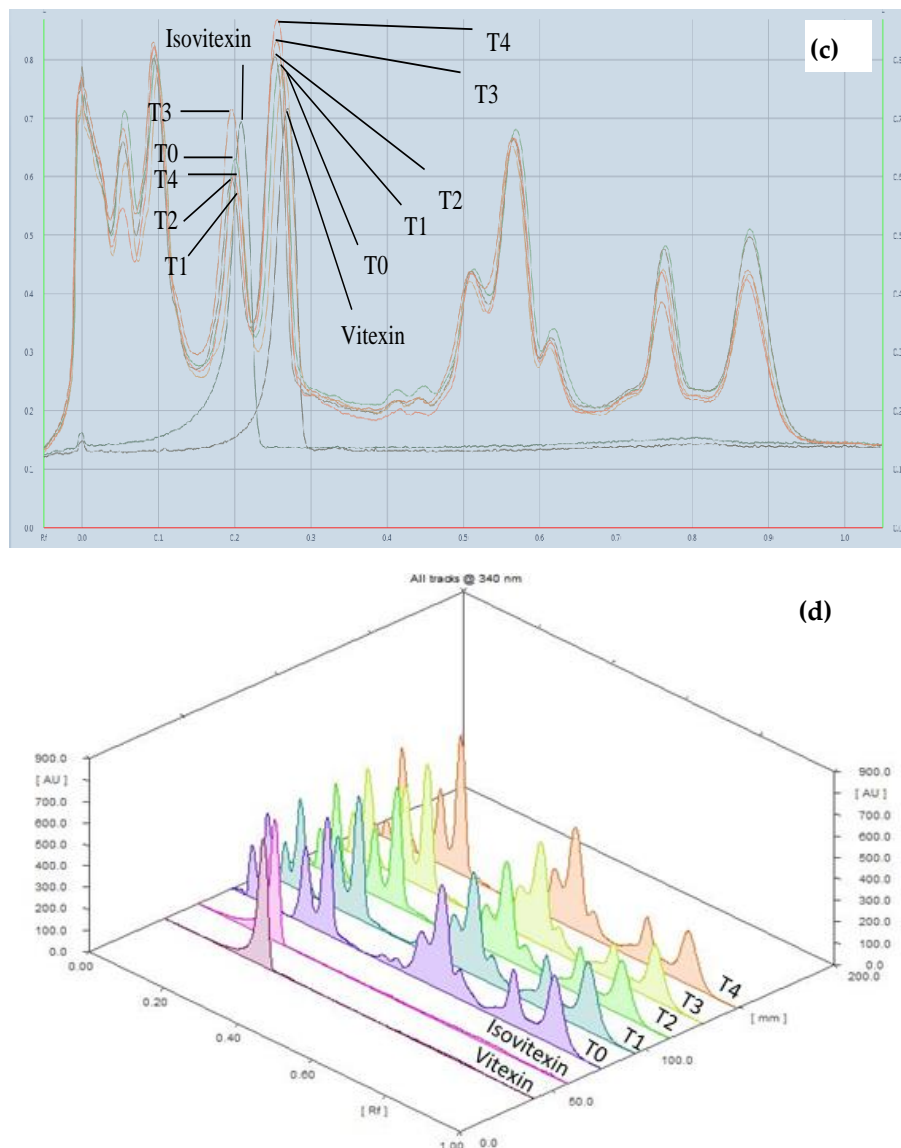 Isovitexin
T4
(c)
T3
T3
T0
T4
T2
T2
T1
T1
T0
Vitexin
0.8
0.7
0.6
0.5
0.4
0.3
0.2
0.1
0.0
Rf 0.0 0.1 0.2 0.3 0.4 0.5 0.6 0.7 0.8 0.9 1.0
All tracks @ 340 nm
(d)
900.0
[ AU ]
700.0
600.0
500.0
400.0
300.0
200.0
100.0
0.0
0.00
0.20
0.40
0.60
[ Rf ]
1.00
900.0
[ AU ]
700.0
600.0
500.0
400.0
300.0
200.0
100.0
0.0
200.0
[ mm ]
100.0
50.0
0.0
T4
T3
T2
T1
T0
Isovitexin
Vitexin